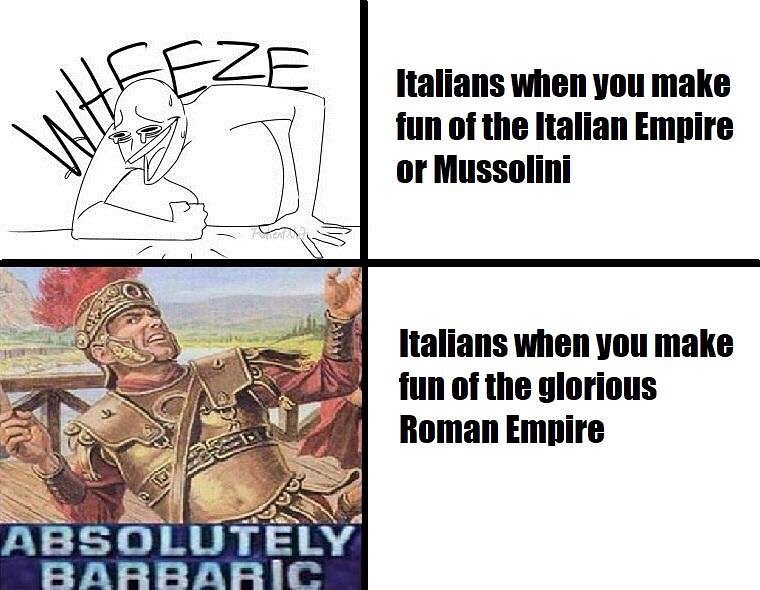 WHEEZE
Italians when you make
fun of the Italian Empire
or Mussolini
Italians when you make
fun of the glorious
Roman Empire
ABSOLUTELY
BARBARIC